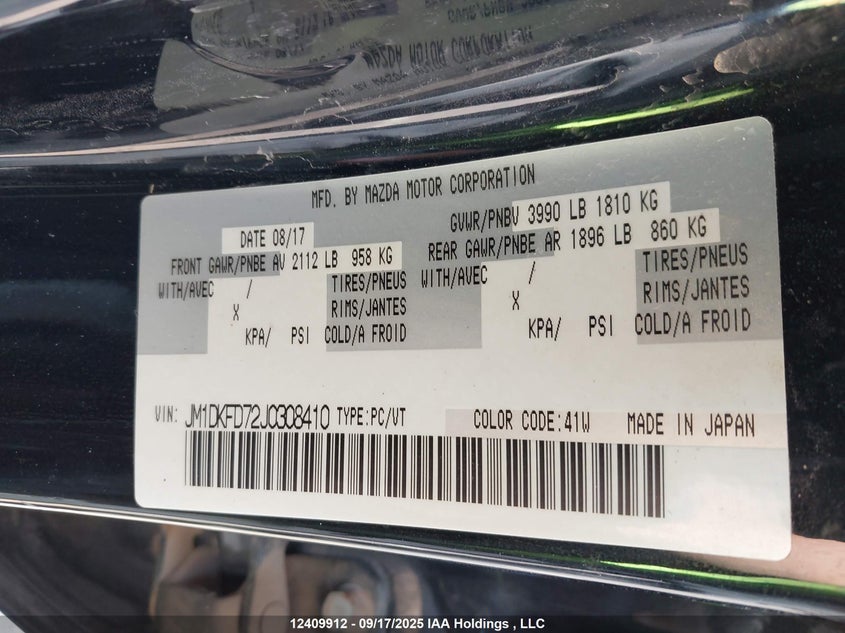 MFD. BY MAZDA MOTOR CORPORATION
DATE 08/17 GVWR/PNBV 3990 LB 1810 KG
FRONT GAWR/PNBE AV 2112 LB 958 KG REAR GAWR/PNBE AR 1896 LB 860 KG
WITH/AVEC / TIRES/PNEUS WITH/AVEC / TIRES/PNEUS
X RIMS/JANTES X RIMS/JANTES
KPA/ PSI COLD/A FROID KPA/ PSI COLD/A FROID
VIN: JM1DKFD72J0308410 TYPE:PC/VT COLOR CODE:41W MADE IN JAPAN
12409912 - 09/17/2025 IAA Holdings , LLC